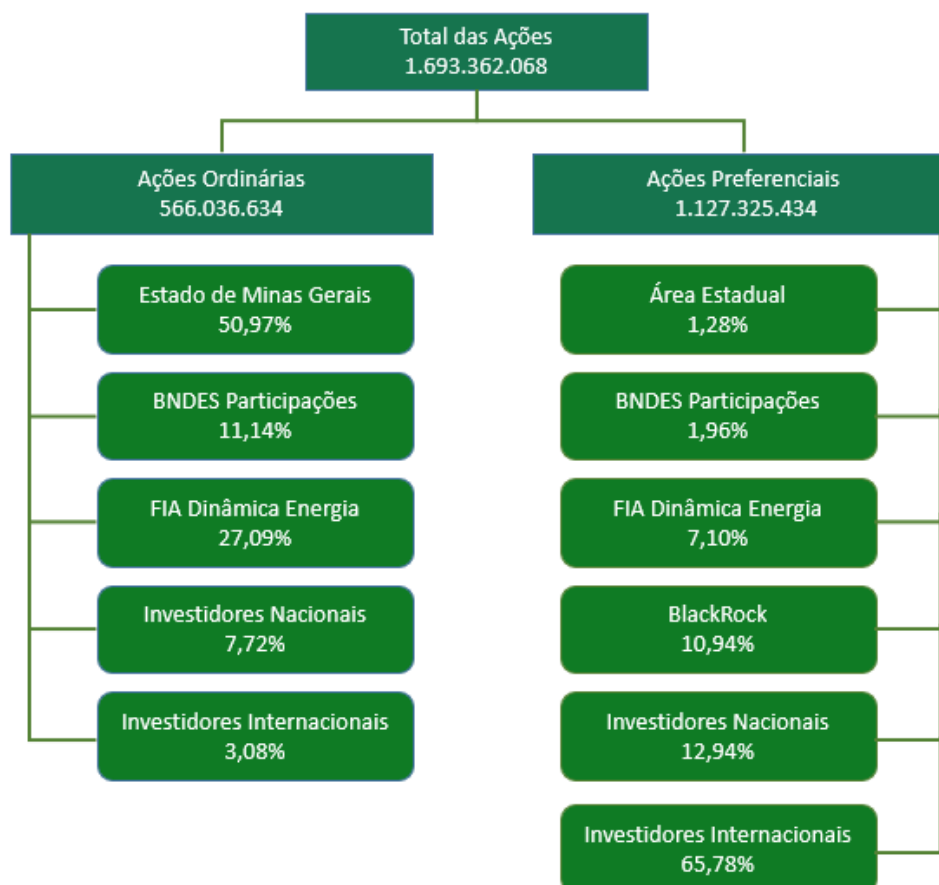 Total das Ações
1.693.362.068
Ações Ordinárias
566.036.634
Estado de Minas Gerais
50,97%
BNDES Participações
11,14%
FIA Dinâmica Energia
27,09%
Investidores Nacionais
7,72%
Investidores Internacionais
3,08%
Ações Preferenciais
1.127.325.434
Área Estadual
1,28%
BNDES Participações
1,96%
FIA Dinâmica Energia
7,10%
BlackRock
10,94%
Investidores Nacionais
12,94%
Investidores Internacionais
65,78%